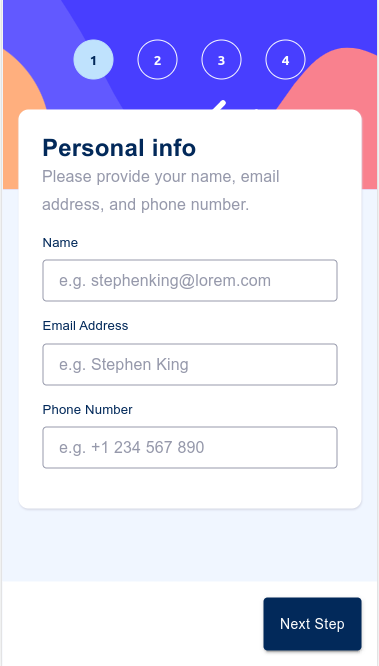 1 2 3 4
Personal info
Please provide your name, email
address, and phone number.
Name
e.g. stephenking@lorem.com
Email Address
e.g. Stephen King
Phone Number
e.g. +1 234 567 890
Next Step